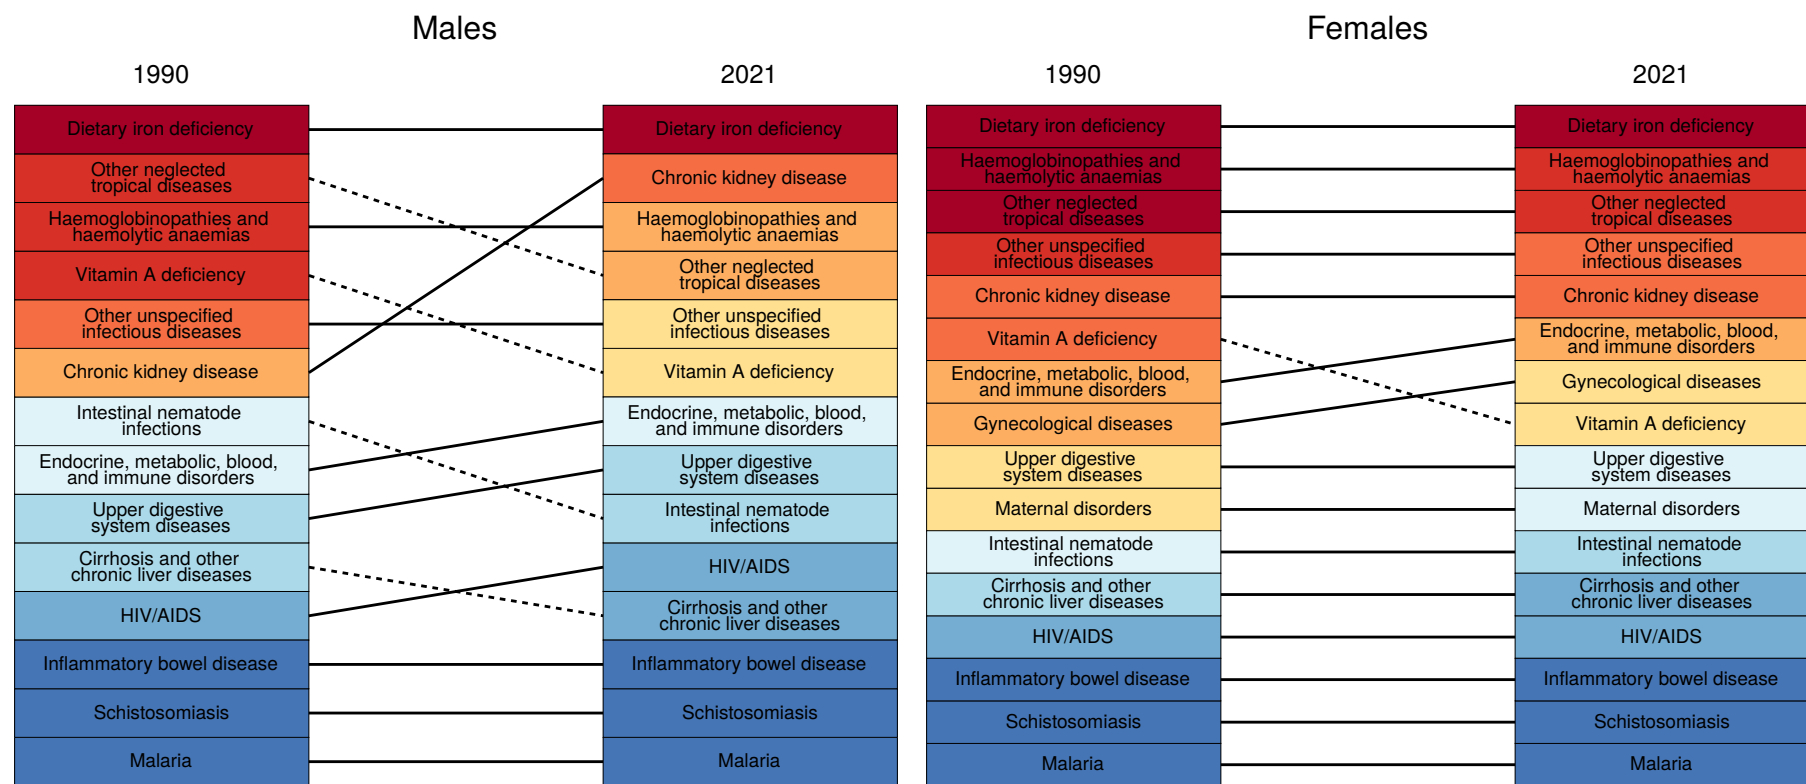 Males
1990
2021
Dietary iron deficiency
Other neglected
tropical diseases
Haemoglobinopathies and
haemolytic anaemias
Vitamin A deficiency
Other unspecified
infectious diseases
Chronic kidney disease
Intestinal nematode
infections
Endocrine, metabolic, blood,
and immune disorders
Upper digestive
system diseases
Cirrhosis and other
chronic liver diseases
HIV/AIDS
Inflammatory bowel disease
Schistosomiasis
Malaria
Dietary iron deficiency
Chronic kidney disease
Haemoglobinopathies and
haemolytic anaemias
Other neglected
tropical diseases
Other unspecified
infectious diseases
Vitamin A deficiency
Endocrine, metabolic, blood,
and immune disorders
Upper digestive
system diseases
Intestinal nematode
infections
HIV/AIDS
Cirrhosis and other
chronic liver diseases
Inflammatory bowel disease
Schistosomiasis
Malaria
Females
1990
2021
Dietary iron deficiency
Haemoglobinopathies and
haemolytic anaemias
Other neglected
tropical diseases
Other unspecified
infectious diseases
Chronic kidney disease
Vitamin A deficiency
Endocrine, metabolic, blood,
and immune disorders
Gynecological diseases
Upper digestive
system diseases
Maternal disorders
Intestinal nematode
infections
Cirrhosis and other
chronic liver diseases
HIV/AIDS
Inflammatory bowel disease
Schistosomiasis
Malaria
Dietary iron deficiency
Haemoglobinopathies and
haemolytic anaemias
Other neglected
tropical diseases
Other unspecified
infectious diseases
Chronic kidney disease
Endocrine, metabolic, blood,
and immune disorders
Gynecological diseases
Vitamin A deficiency
Upper digestive
system diseases
Maternal disorders
Intestinal nematode
infections
Cirrhosis and other
chronic liver diseases
HIV/AIDS
Inflammatory bowel disease
Schistosomiasis
Malaria